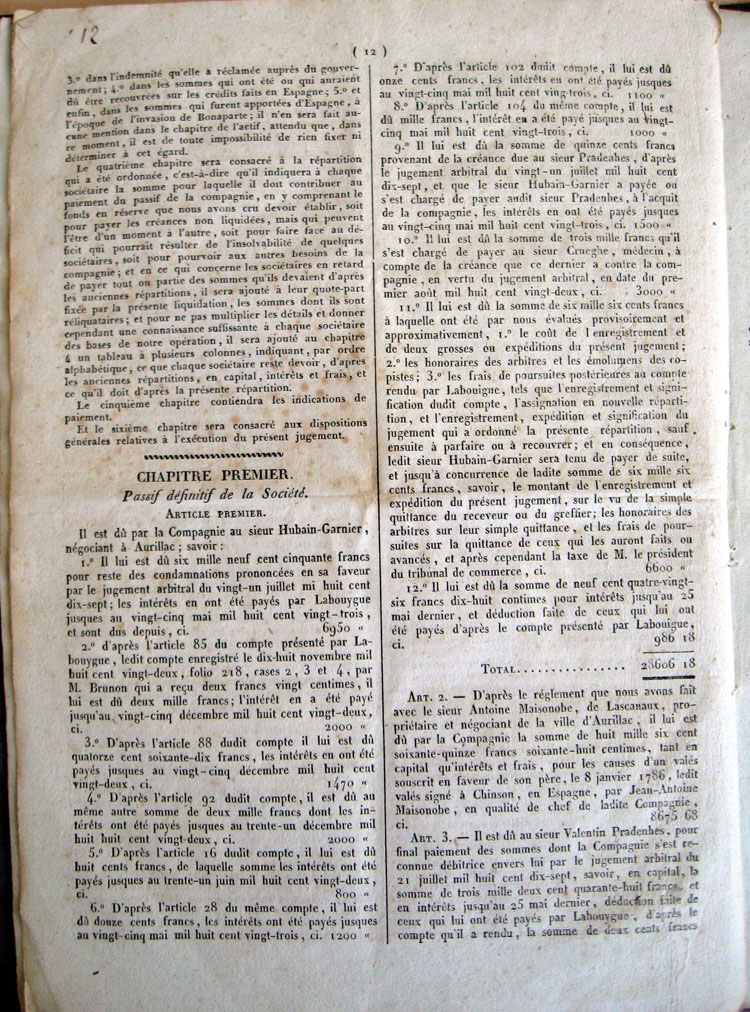 12
( 12 )
3.° dans l'indemnité qu'elle a réclamée auprès du gouver-
nement ; 4.° dans les sommes qui ont été ou qui auraient
dû être recouvrées sur les crédits faits en Espagne ; 5.° et
enfin, dans les sommes qui furent apportées d'Espagne, à
l'époque de l'invasion de Bonaparte ; il n'en sera fait au-
cune mention dans le chapitre de l'actif, attendu que, dans
ce moment, il est de toute impossibilité de rien fixer ni
déterminer à cet égard.
Le quatrième chapitre sera consacré à la répartition
qui a été ordonnée, c'est-à-dire qu'il indiquera à chaque
sociétaire la somme pour laquelle il doit contribuer au
paiement du passif de la compagnie, en y comprenant le
fonds en réserve que nous avons cru devoir établir, soit
pour payer les créances non liquidées, mais qui peuvent
l'être d'un moment à l'autre, soit pour faire face au dé-
ficit qui pourrait résulter de l'insolvabilité de quelques
sociétaires, soit pour pourvoir aux autres besoins de la
compagnie ; et en ce qui concerne les sociétaires en retard
de payer tout ou partie des sommes qu'ils devaient d'après
les anciennes répartitions, il sera ajouté à leur quote-part
fixée par la présente liquidation, les sommes dont ils sont
réliquataires ; et pour ne pas multiplier les détails et donner
cependant une connaissance suffisante à chaque sociétaire
des bases de notre opération, il sera ajouté au chapitre
4 un tableau à plusieurs colonnes, indiquant, par ordre
alphabétique, ce que chaque sociétaire reste devoir, d'après
les anciennes répartitions, en capital, intérêts et frais, et
ce qu'il doit d'après la présente répartition.
Le cinquième chapitre contiendra les indications de
paiement.
Et le sixième chapitre sera consacré aux dispositions
générales relatives à l'exécution du présent jugement.
CHAPITRE PREMIER.
Passif définitif de la Société.
ARTICLE PREMIER.
Il est dû par la Compagnie au sieur Hubain-Garnier,
négociant à Aurillac ; savoir :
1.° Il lui est dû six mille neuf cent cinquante francs
pour reste des condamnations prononcées en sa faveur
par le jugement arbitral du vingt-un juillet mi huit cent
dix-sept ; les intérêts en ont été payés par Labouygue
jusques au vingt-cinq mai mil huit cent vingt-trois,
et sont dus depuis, ci. 6950 "
2.° d'après l'article 85 du compte présenté par La-
bouygue, ledit compte enregistré le dix-huit novembre mil
huit cent vingt-deux, folio 218, cases 2, 3 et 4, par
M. Brunon qui a reçu deux francs vingt centimes, il
lui est dû deux mille francs ; l'intérêt en a été payé
jusqu'au vingt-cinq décembre mil huit cent vingt-deux,
ci. 2000 "
3.° D'après l'article 88 dudit compte il lui est dû
quatorze cent soixante-dix francs, les intérêts en ont été
payés jusques au vingt-cinq décembre mil huit cent
vingt-deux, ci. 1470 "
4.° D'après l'article 92 dudit compte, il est dû au
même autre somme de deux mille francs dont les in-
térêts ont été payés jusques au trente-un décembre mil
huit huit cent vingt-deux, ci. 2000 "
5.° D'après l'article 16 dudit compte, il lui est dû
huit cents francs, de laquelle somme les intérêts ont été
payés jusques au trente-un juin mil huit cent vingt-deux,
ci. 800 "
6.° D'après l'article 28 du même compte, il lui est
dû douze cents francs, les intérêts ont été payés jusques
au vingt-cinq mai mil huit cent vingt-trois, ci. 1200 "
7.° D'après l'article 102 dudit compte, il lui est dû
onze cents francs, les intérêts en ont été payés jusques
au vingt-cinq mai mil huit cent vingt-trois, ci. 1100 "
8.° D'après l'article 104 du même compte, il lui est
dû mille francs, l'intérêt en a été payé jusqu'au vingt-
cinq mai mil huit cent vingt-trois, ci. 1000 "
9.° Il lui est dû la somme de quinze cents francs
provenant de la créance due au sieur Pradenhes, d'après
le jugement arbitral du vingt-un juillet mil huit cent
dix-sept, et que le sieur Hubain-Garnier a payée ou
s'est chargé de payer audit sieur Pradenhes, à l'acquit
de la compagnie, les intérêts en ont été payés jusques
au vingt-cinq mai mil huit cent vingt-trois, ci. 1500 "
10.° Il lui est dû la somme de trois mille francs qu'il
s'est chargé de payer au sieur Crueghe, médecin, à
compte de la créance que ce dernier a contre la com-
pagnie, en vertu du jugement arbitral, en date du pre-
mier août mil huit cent vingt-deux, ci. 3000 "
11.° Il lui est dû la somme de six mille six cents francs
à laquelle ont été par nous évalués provisoirement et
approximativement, 1.° le coût de l'enregistrement et
de deux grosses ou expéditions du présent jugement ;
2.° les honoraires des arbitres et les émolumens des co-
pistes ; 3.° les frais de poursuites postérieures au compte
rendu par Labouigue, tels que l'enregistrement et signi-
fication dudit compte, l'assignation en nouvelle réparti-
tion, et l'enregistrement, expédition et signification du
jugement qui a ordonné la présente répartition, sauf
ensuite à parfaire ou à recouvrer ; et en conséquence,
ledit sieur Hubain-Garnier sera tenu de payer de suite,
et jusqu'à concurrence de ladite somme de six mille six
cents francs, savoir, le montant de l'enregistrement et
expédition du présent jugement, sur le vu de la simple
quittance du receveur ou du greffier ; les honoraires des
arbitres sur leur simple quittance, et les frais de pour-
suites sur la quittance de ceux qui les auront faits ou
avancés, et après cependant la taxe de M. le président
du tribunal de commerce, ci. 6600 "
12.° Il lui est dû la somme de neuf cent quatre-vingt-
six francs dix-huit contimes pour intérêts jusqu'au 25
mai dernier, et déduction faite de ceux qui lui ont
été payés d'après le compte présenté par Labouigue,
ci. 986 18
TOTAL................ 28606 18
ART. 2. — D'après le réglement que nous avons fait
avec le sieur Antoine Maisonobe, de Lascanaux, pro-
priétaire et négociant de la ville d'Aurillac, il lui est
dû par la Compagnie la somme de huit mille six cent
soixante-quinze francs soixante-huit centimes, tant en
capital qu'intérêts et frais, pour les causes d'un valés
souscrit en faveur de son père, le 8 janvier 1786, ledit
valés signé à Chinson, en Espagne, par Jean-Antoine
Maisonobe, en qualité de chef de ladite Compagnie,
ci. 8675 68
ART. 3. — Il est dû au sieur Valentin Pradenhes, pour
final paiement des sommes dont la Compagnie s'est re-
connue débitrice envers lui par le jugement arbitral du
21 juillet mil huit cent dix-sept, savoir, en capital, la
somme de trois mille deux cent quarante-huit francs, et
en intérêts jusqu'au 25 mai dernier, déduction faite de
ceux qui lui ont été payés par Labouygue, d'après le
compte qu'il a rendu, la somme de deux cents francs